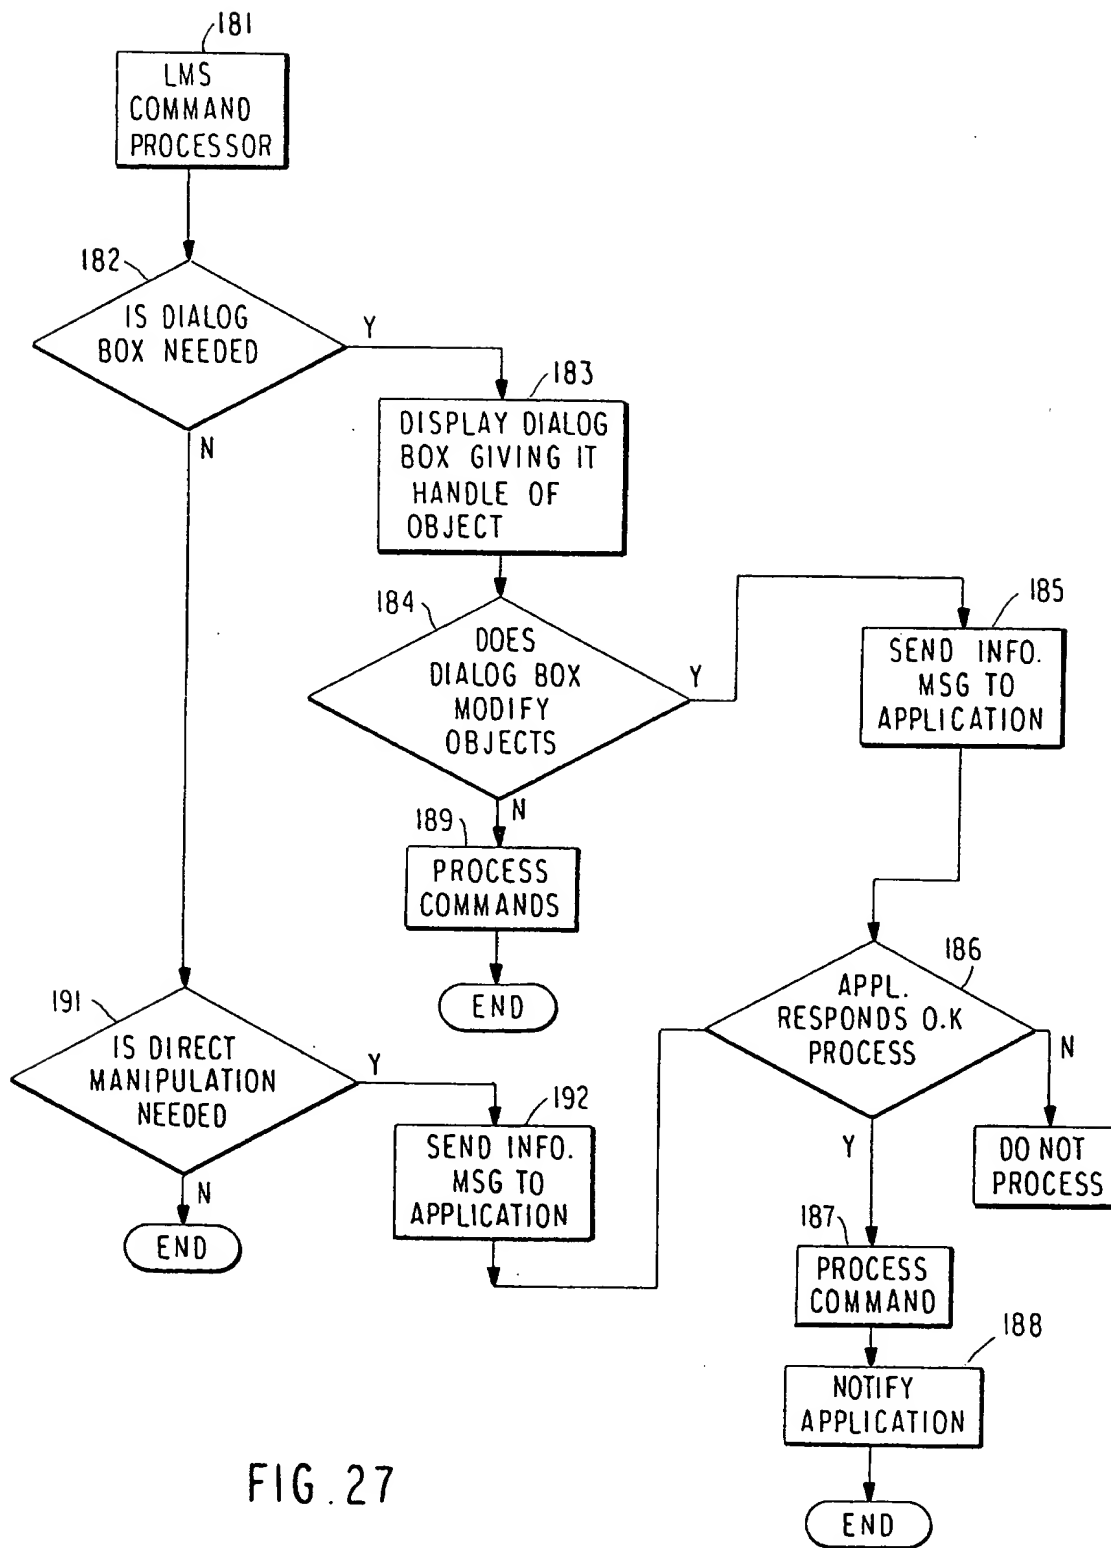 181
LMS
COMMAND
PROCESSOR
182
IS DIALOG
BOX NEEDED
Y
N
183
DISPLAY DIALOG
BOX GIVING IT
HANDLE OF
OBJECT
184
DOES
DIALOG BOX
MODIFY
OBJECTS
Y
N
185
SEND INFO.
MSG TO
APPLICATION
189
PROCESS
COMMANDS
END
186
APPL.
RESPONDS O.K
PROCESS
N
Y
DO NOT
PROCESS
191
IS DIRECT
MANIPULATION
NEEDED
Y
N
END
192
SEND INFO.
MSG TO
APPLICATION
187
PROCESS
COMMAND
188
NOTIFY
APPLICATION
END
FIG. 27